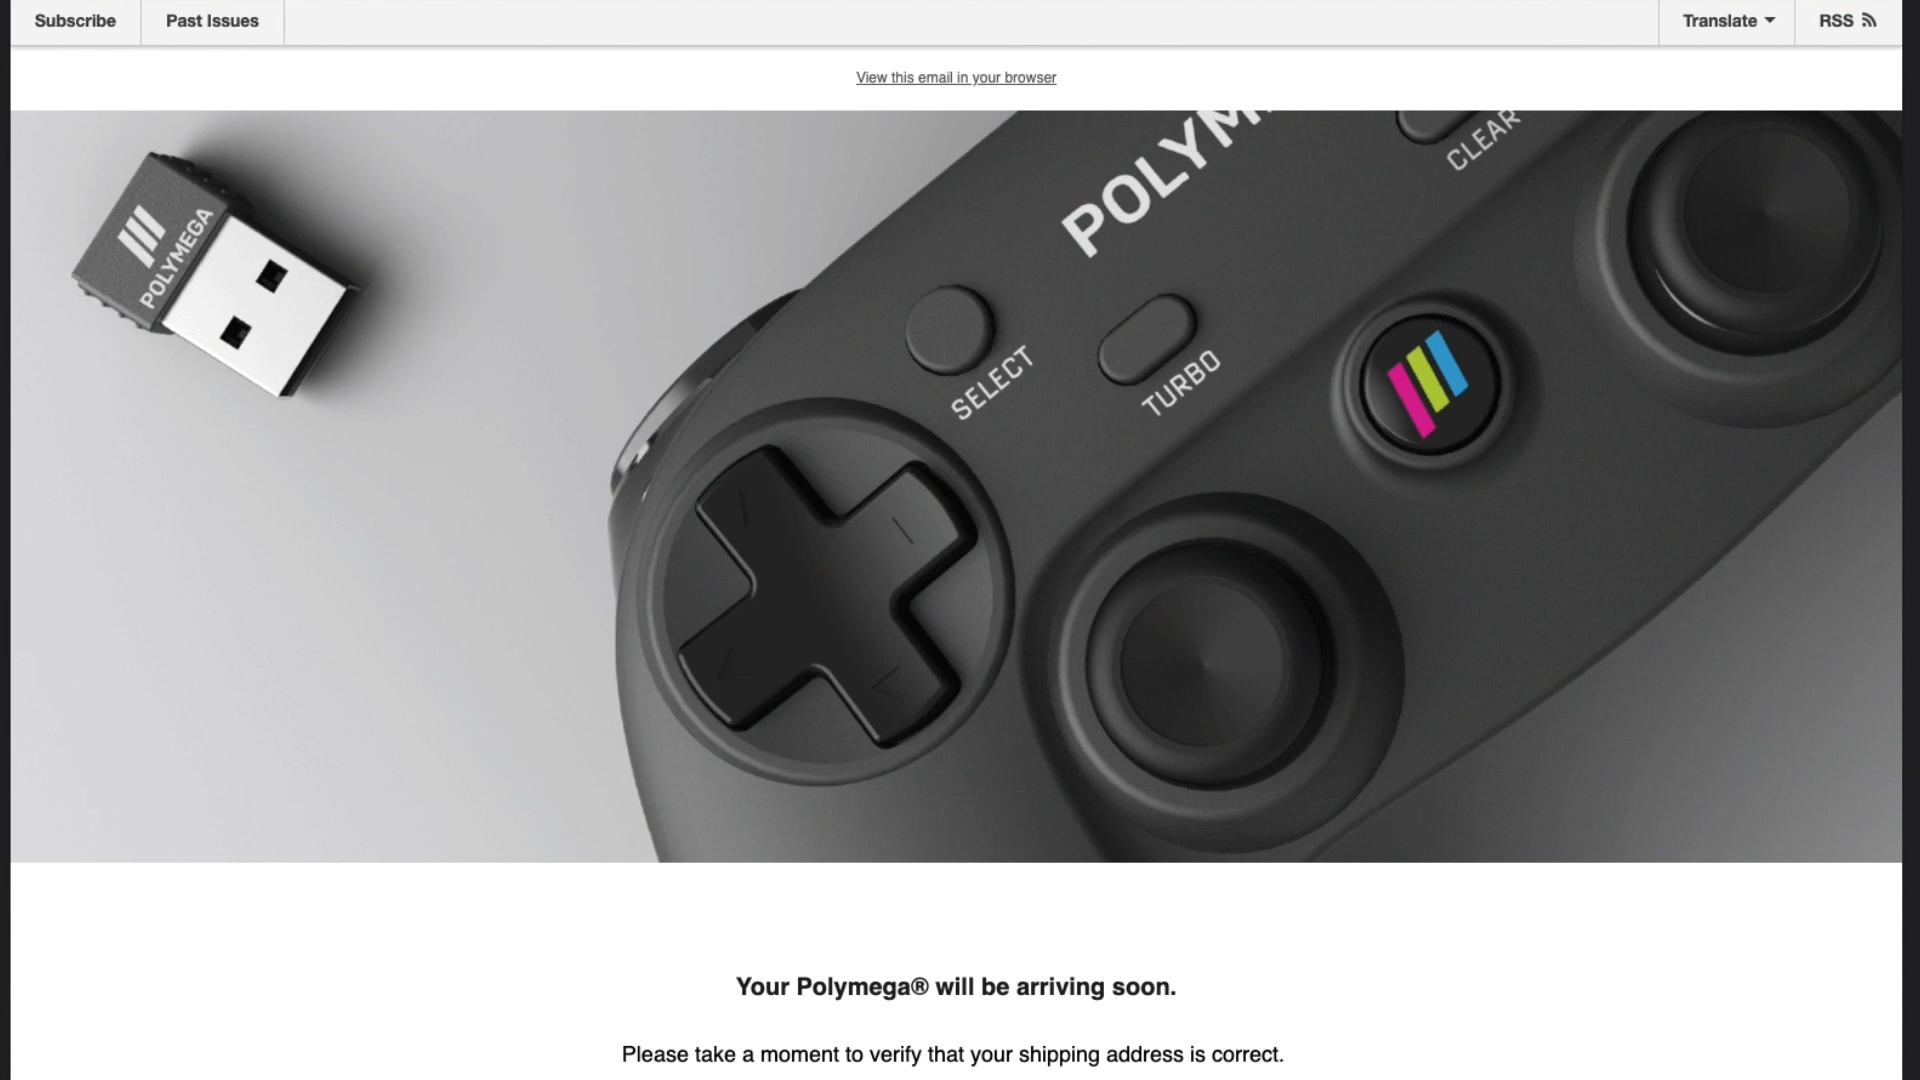 Subscribe
Past Issues
Translate
RSS
View this email in your browser
POLYMEGA
POLYM
CLEAR
SELECT
TURBO
Your Polymega® will be arriving soon.
Please take a moment to verify that your shipping address is correct.